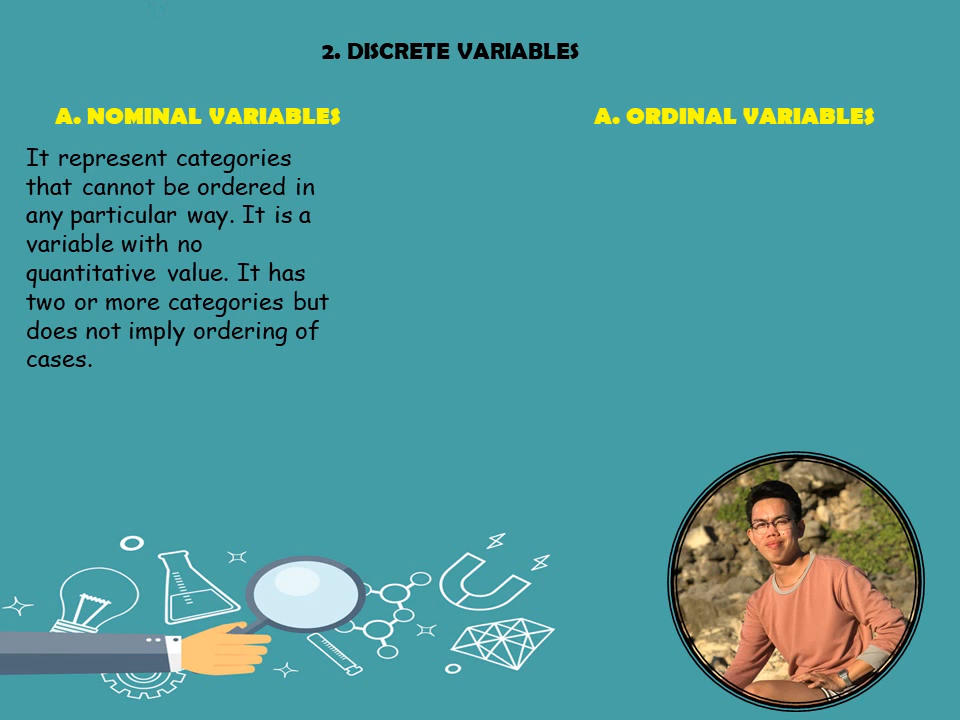 2. DISCRETE VARIABLES
A. NOMINAL VARIABLES
It represent categories
that cannot be ordered in
any particular way. It is a
variable with no
quantitative value. It has
two or more categories but
does not imply ordering of
cases.
A. ORDINAL VARIABLES